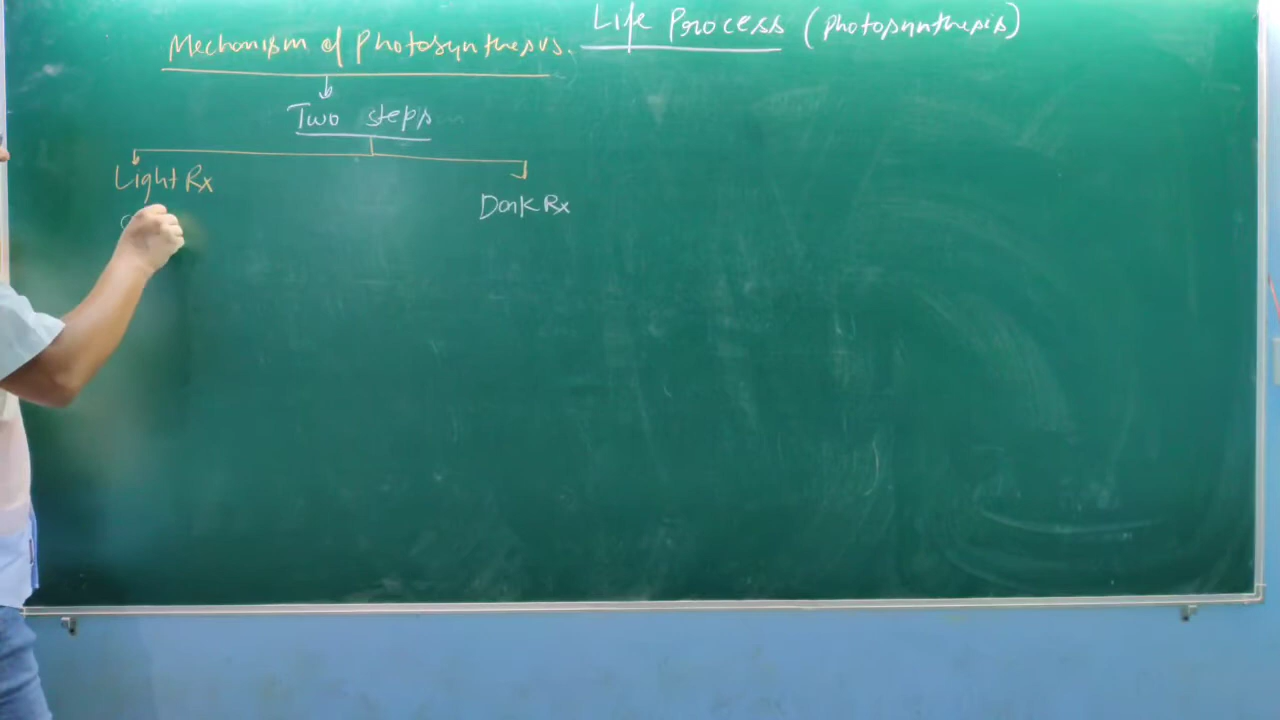 Life Process (Photosynthesis)
Mechanism of Photosynthesis.
Two steps
Light Rx
Dark Rx